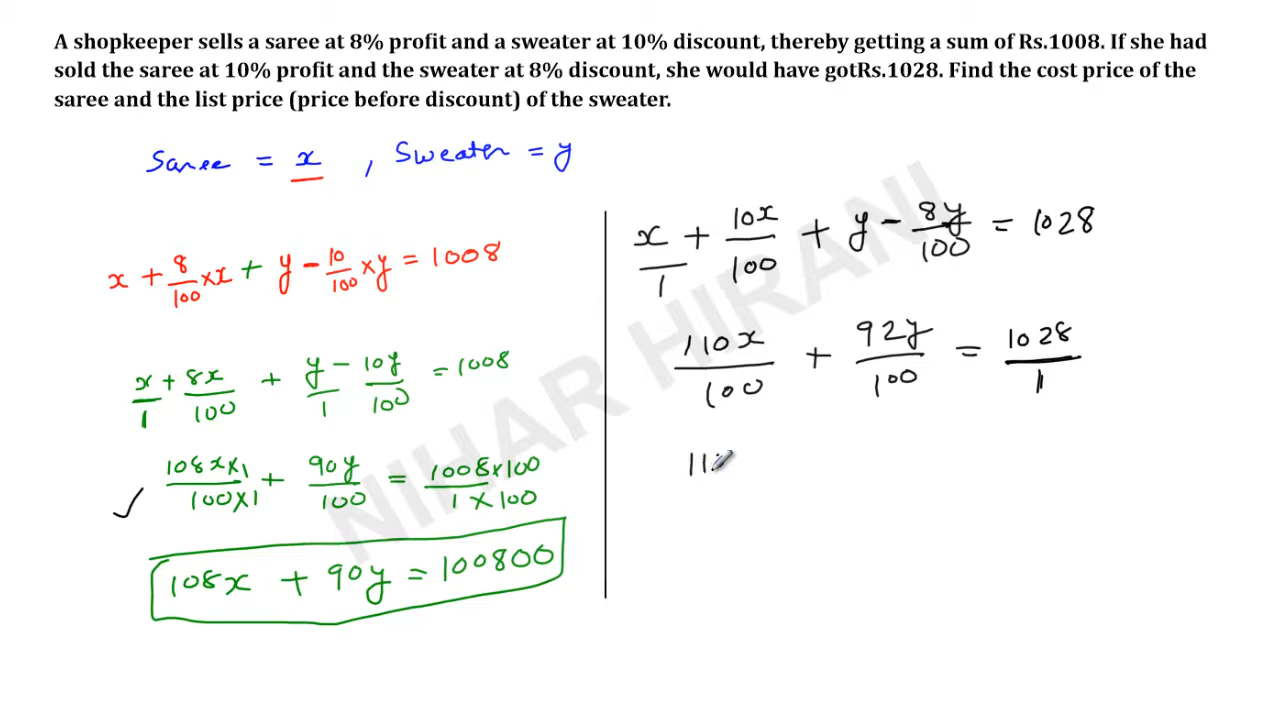 A shopkeeper sells a saree at 8% profit and a sweater at 10% discount, thereby getting a sum of Rs.1008. If she had
sold the saree at 10% profit and the sweater at 8% discount, she would have gotRs.1028. Find the cost price of the
saree and the list price (price before discount) of the sweater.
Saree = x , Sweater = y
x + 8/100 × x + y - 10/100 × y = 1008
x/1 + 8x/100 + y/1 - 10y/100 = 1008
108x×1/100×1 + 90y/100 = 1008×100/1×100
108x + 90y = 100800
x/1 + 10x/100 + y - 8y/100 = 1028
110x/100 + 92y/100 = 1028/1
11
NIHAR HIRANI